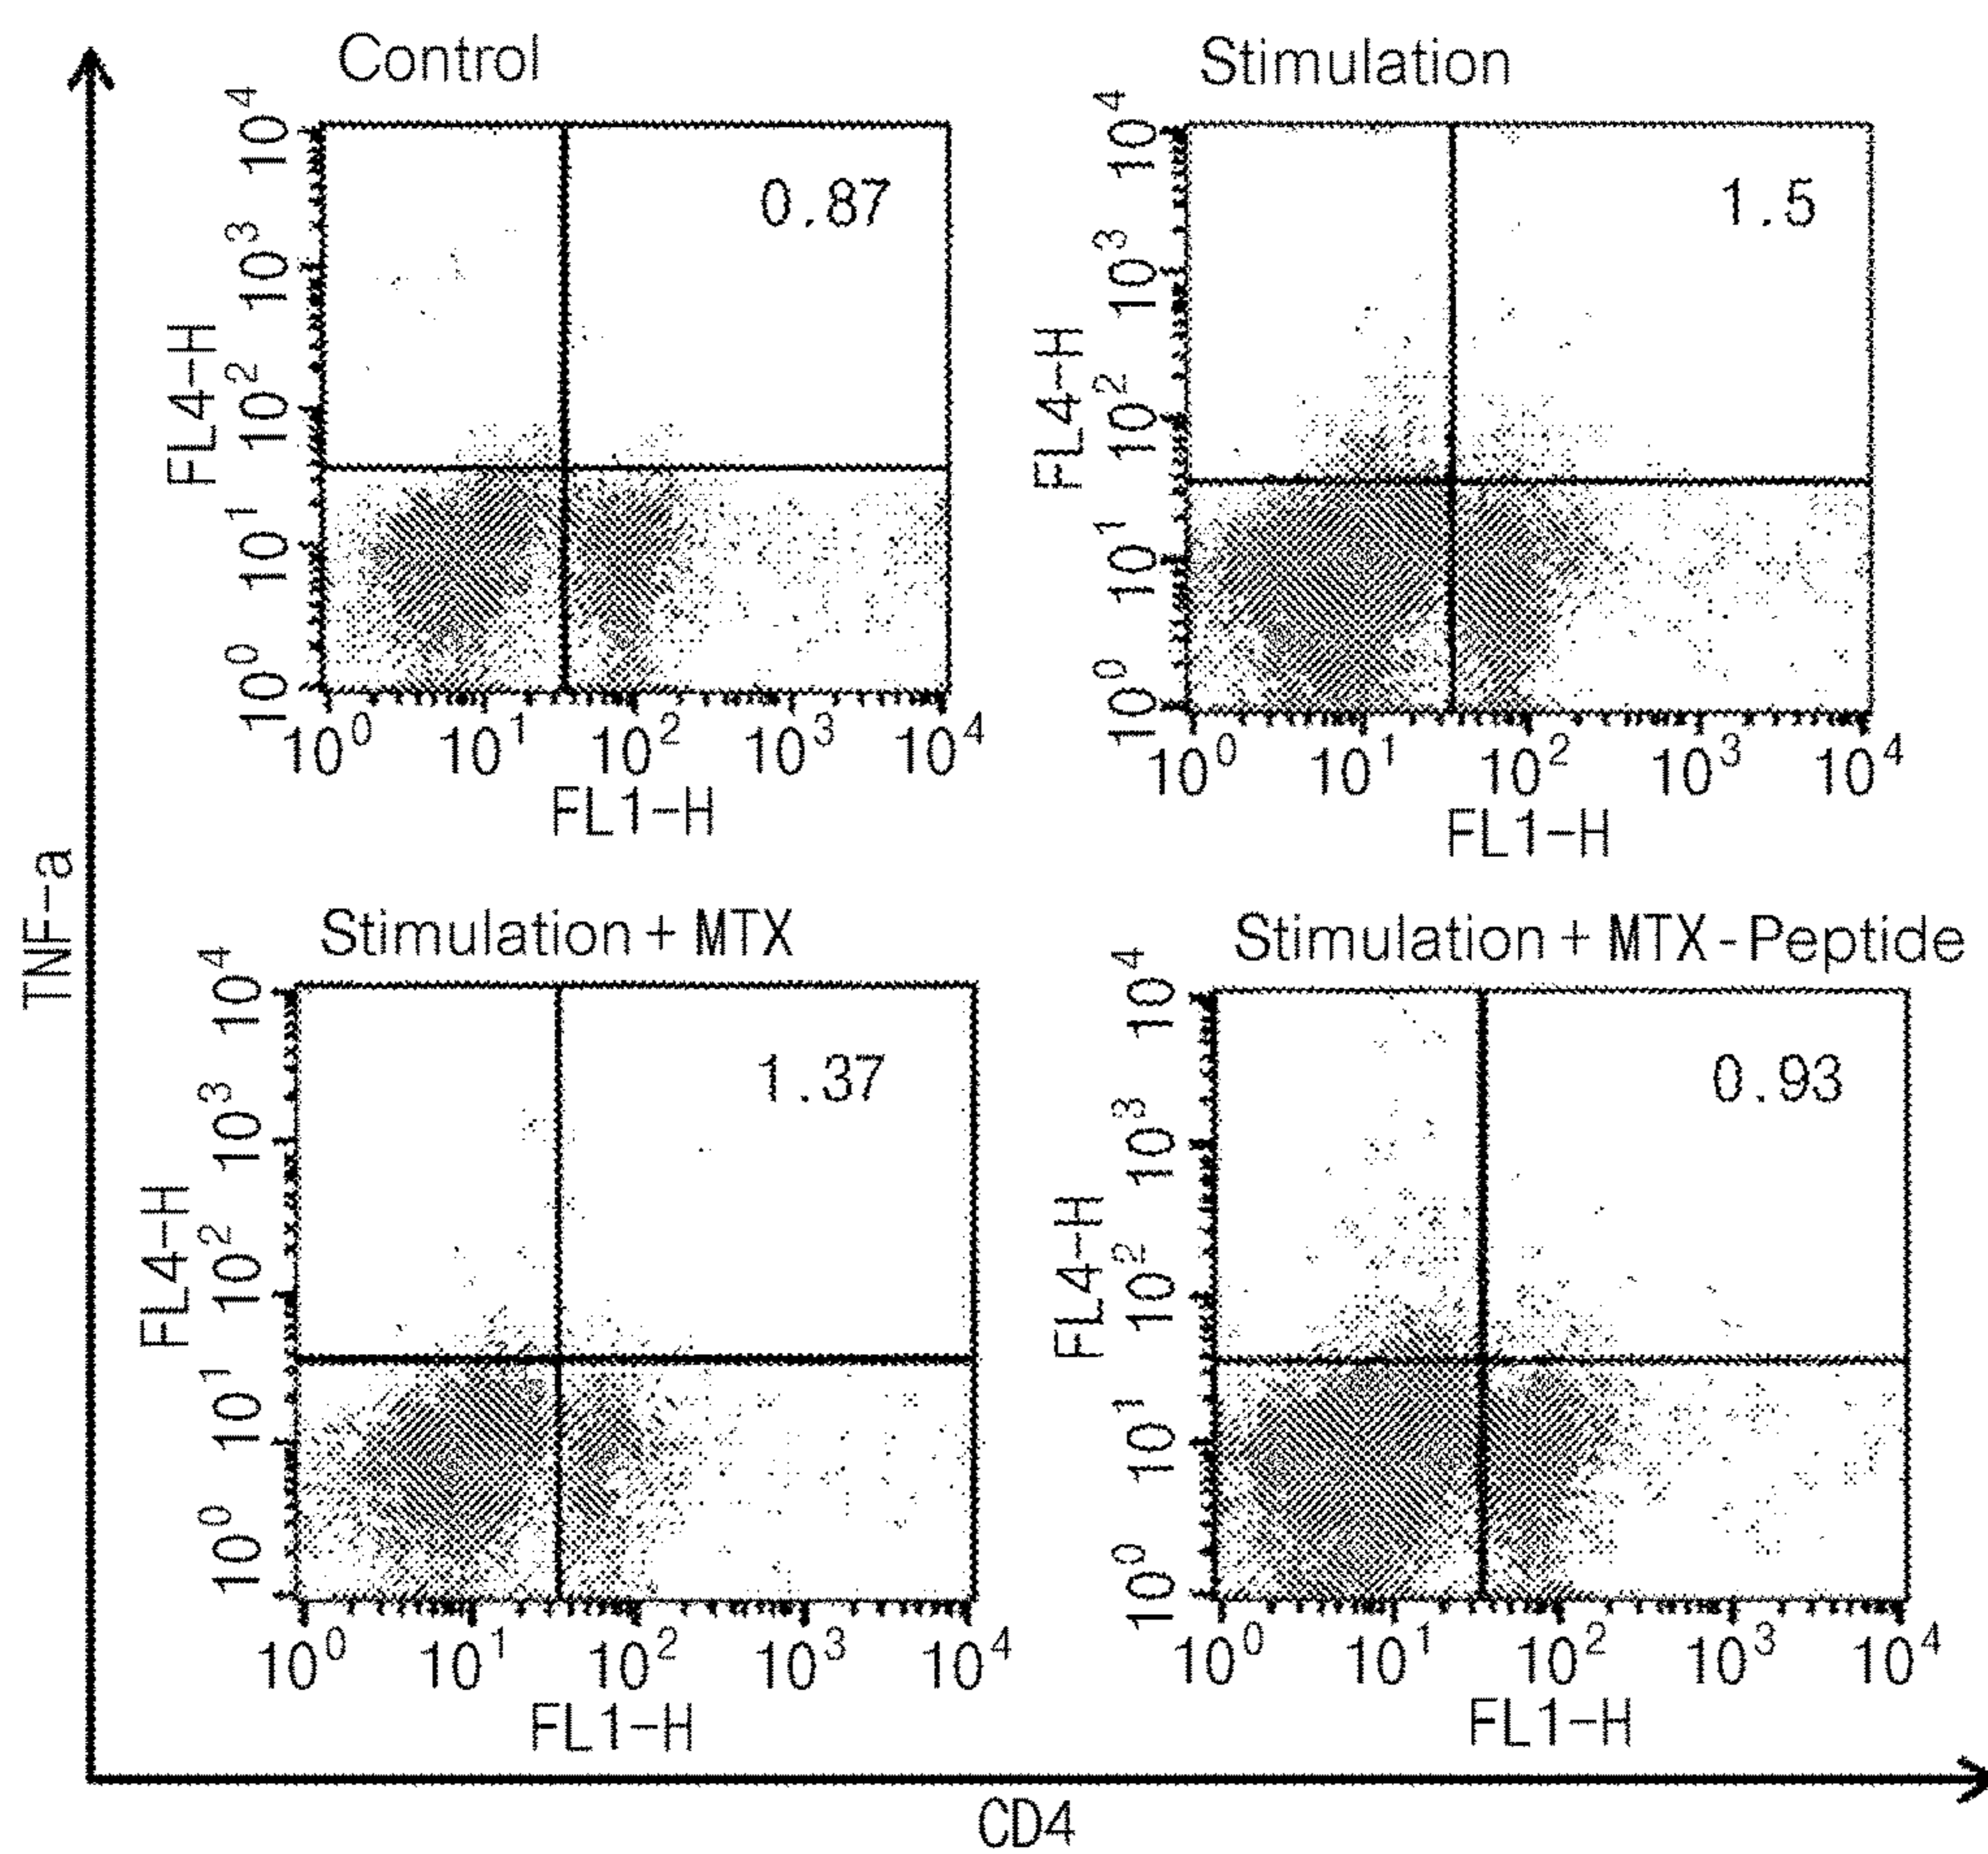 Control
0.87
FL4-H
10^4
10^3
10^2
10^1
10^0
10^0 10^1 10^2 10^3 10^4
FL1-H
Stimulation
1.5
FL4-H
10^4
10^3
10^2
10^1
10^0
10^0 10^1 10^2 10^3 10^4
FL1-H
TNF-a
Stimulation + MTX
1.37
FL4-H
10^4
10^3
10^2
10^1
10^0
10^0 10^1 10^2 10^3 10^4
FL1-H
Stimulation + MTX-Peptide
0.93
FL4-H
10^4
10^3
10^2
10^1
10^0
10^0 10^1 10^2 10^3 10^4
FL1-H
CD4